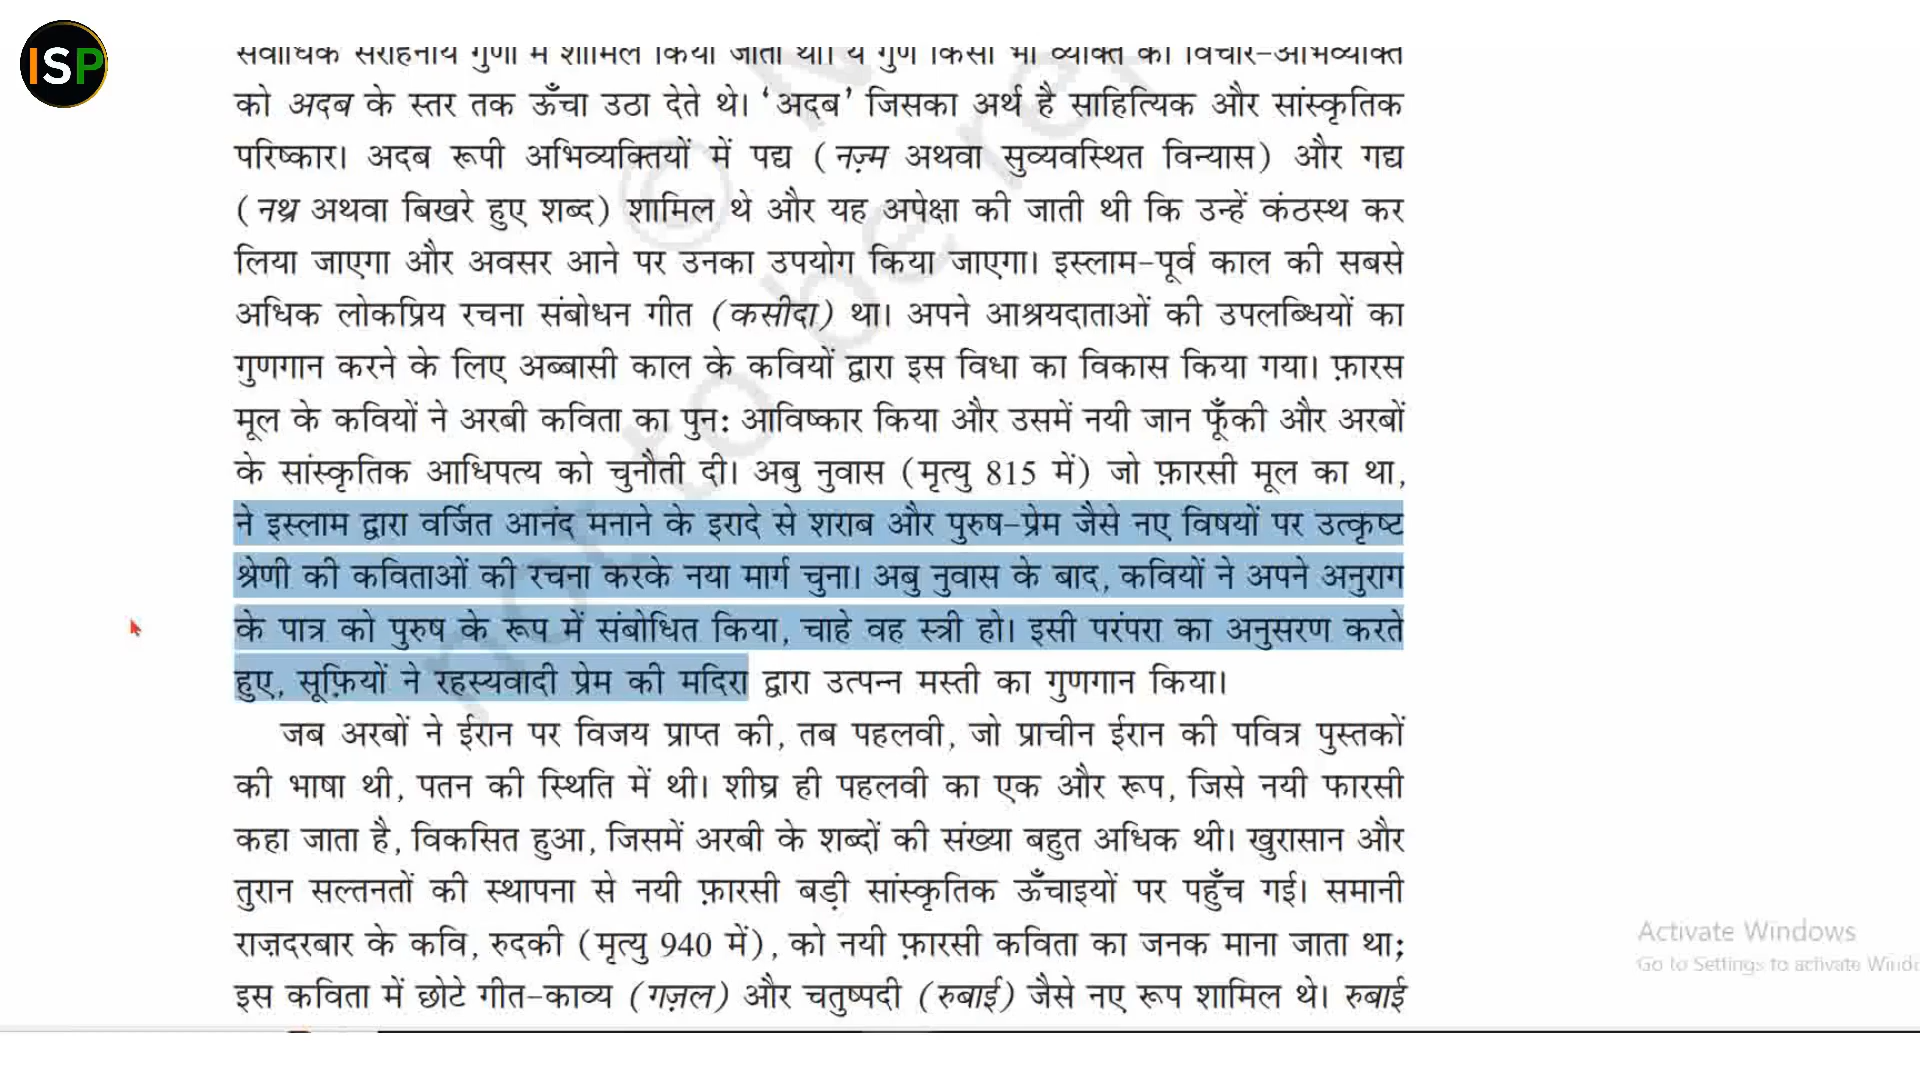 ISP
सर्वाधिक सराहनीय गुणों में शामिल किया जाता था। ये गुण किसी भी व्यक्ति की विचार-अभिव्यक्ति
को अदब के स्तर तक ऊँचा उठा देते थे। ‘अदब’ जिसका अर्थ है साहित्यिक और सांस्कृतिक
परिष्कार। अदब रूपी अभिव्यक्तियों में पद्य (नज़्म अथवा सुव्यवस्थित विन्यास) और गद्य
(नथ्र अथवा बिखरे हुए शब्द) शामिल थे और यह अपेक्षा की जाती थी कि उन्हें कंठस्थ कर
लिया जाएगा और अवसर आने पर उनका उपयोग किया जाएगा। इस्लाम-पूर्व काल की सबसे
अधिक लोकप्रिय रचना संबोधन गीत (कसीदा) था। अपने आश्रयदाताओं की उपलब्धियों का
गुणगान करने के लिए अब्बासी काल के कवियों द्वारा इस विधा का विकास किया गया। फ़ारस
मूल के कवियों ने अरबी कविता का पुन: आविष्कार किया और उसमें नयी जान फूँकी और अरबों
के सांस्कृतिक आधिपत्य को चुनौती दी। अबु नुवास (मृत्यु 815 में) जो फ़ारसी मूल का था,
ने इस्लाम द्वारा वर्जित आनंद मनाने के इरादे से शराब और पुरुष-प्रेम जैसे नए विषयों पर उत्कृष्ट
श्रेणी की कविताओं की रचना करके नया मार्ग चुना। अबु नुवास के बाद, कवियों ने अपने अनुराग
के पात्र को पुरुष के रूप में संबोधित किया, चाहे वह स्त्री हो। इसी परंपरा का अनुसरण करते
हुए, सूफ़ियों ने रहस्यवादी प्रेम की मदिरा द्वारा उत्पन्न मस्ती का गुणगान किया।
जब अरबों ने ईरान पर विजय प्राप्त की, तब पहलवी, जो प्राचीन ईरान की पवित्र पुस्तकों
की भाषा थी, पतन की स्थिति में थी। शीघ्र ही पहलवी का एक और रूप, जिसे नयी फारसी
कहा जाता है, विकसित हुआ, जिसमें अरबी के शब्दों की संख्या बहुत अधिक थी। खुरासान और
तुरान सल्तनतों की स्थापना से नयी फ़ारसी बड़ी सांस्कृतिक ऊँचाइयों पर पहुँच गई। समानी
राज़दरबार के कवि, रुदकी (मृत्यु 940 में), को नयी फ़ारसी कविता का जनक माना जाता था;
इस कविता में छोटे गीत-काव्य (गज़ल) और चतुष्पदी (रुबाई) जैसे नए रूप शामिल थे। रुबाई
Activate Windows
Go to Settings to activate Windo